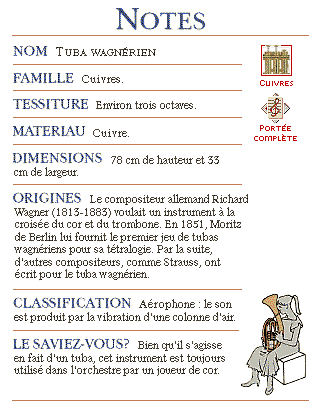 NOTES
NOM TUBA WAGNÉRIEN
FAMILLE Cuivres.
TESSITURE Environ trois octaves.
MATERIAU Cuivre.
DIMENSIONS 78 cm de hauteur et 33
cm de largeur.
ORIGINES Le compositeur allemand Richard
Wagner (1813-1883) voulait un instrument à la
croisée du cor et du trombone. En 1851, Moritz
de Berlin lui fournit le premier jeu de tubas
wagnériens pour sa tétralogie. Par la suite,
d'autres compositeurs, comme Strauss, ont
écrit pour le tuba wagnérien.
CLASSIFICATION Aérophone : le son
est produit par la vibration d'une colonne d'air.
LE SAVIEZ-VOUS? Bien qu'il s'agisse
en fait d'un tuba, cet instrument est toujours
utilisé dans l'orchestre par un joueur de cor.
CUIVRES
PORTÉE
COMPLÈTE